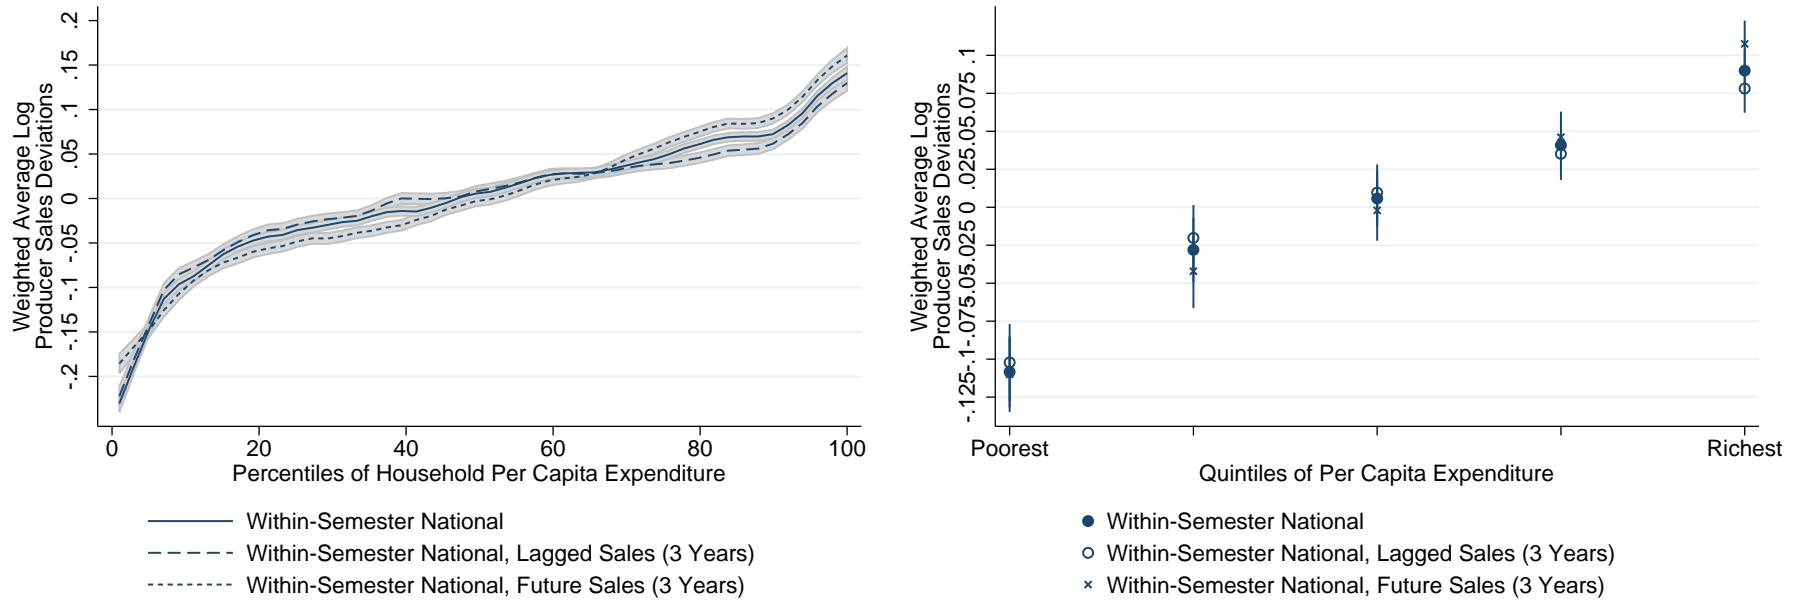 Weighted Average Log
Producer Sales Deviations
.2
.15
.1
.05
0
-.05
-.1
-.15
-.2
0 20 40 60 80 100
Percentiles of Household Per Capita Expenditure
Within-Semester National
Within-Semester National, Lagged Sales (3 Years)
Within-Semester National, Future Sales (3 Years)
Weighted Average Log
Producer Sales Deviations
-.125-.1-.075-.05.025 0 .025.05.075 .1
Poorest Richest
Quintiles of Per Capita Expenditure
Within-Semester National
Within-Semester National, Lagged Sales (3 Years)
Within-Semester National, Future Sales (3 Years)